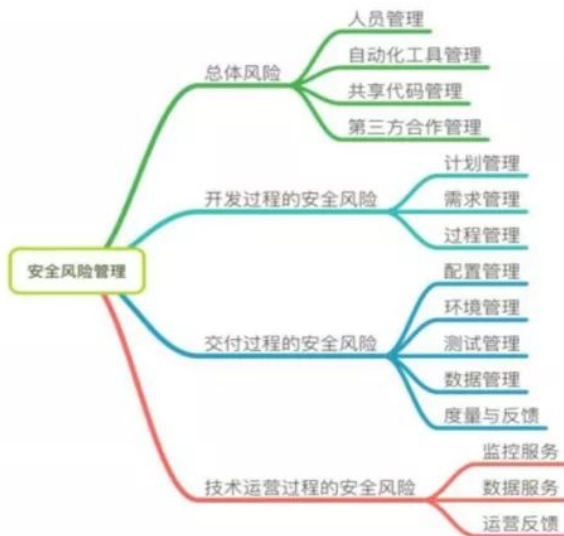 安全风险管理
总体风险
人员管理
自动化工具管理
共享代码管理
第三方合作管理
开发过程的安全风险
计划管理
需求管理
过程管理
交付过程的安全风险
配置管理
环境管理
测试管理
数据管理
度量与反馈
技术运营过程的安全风险
监控服务
数据服务
运营反馈